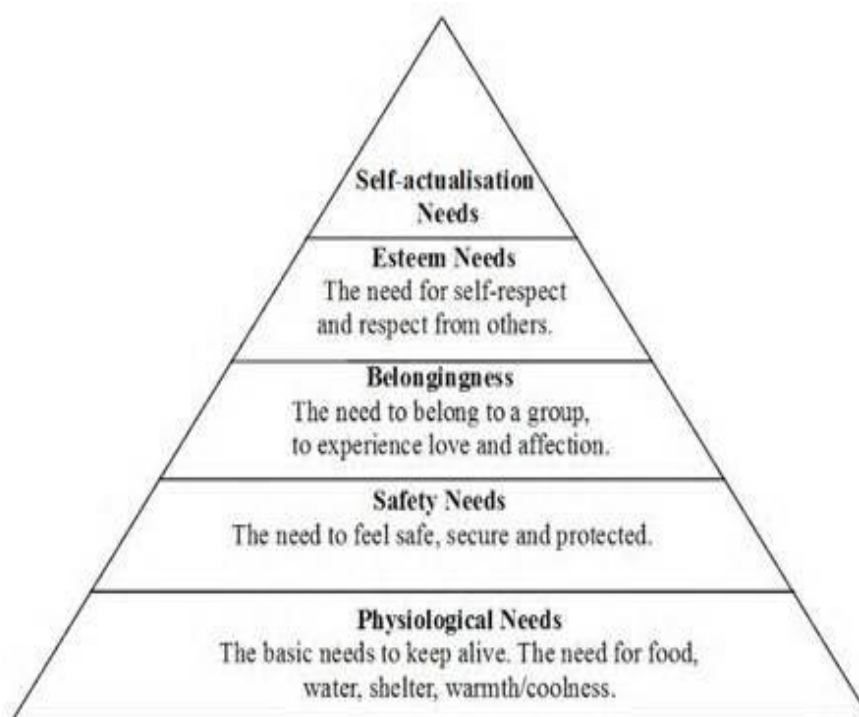 Self-actualisation
Needs
Esteem Needs
The need for self-respect
and respect from others.
Belongingness
The need to belong to a group,
to experience love and affection.
Safety Needs
The need to feel safe, secure and protected.
Physiological Needs
The basic needs to keep alive. The need for food,
water, shelter, warmth/coolness.